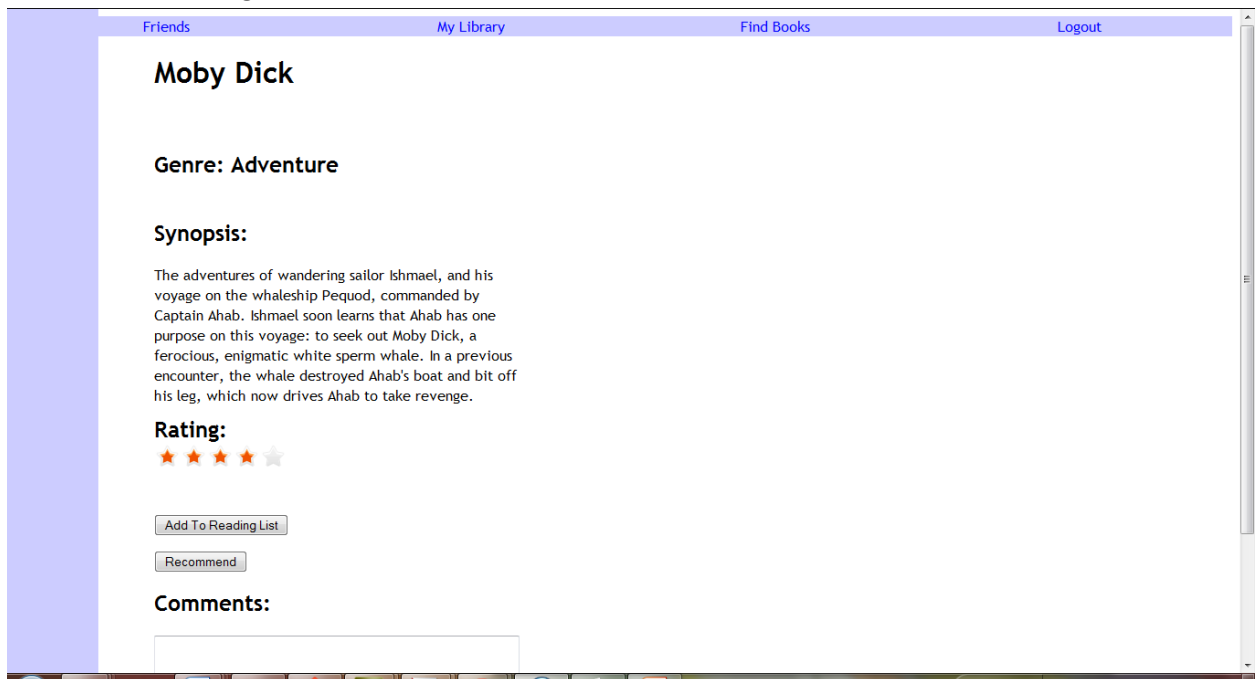 Friends My Library Find Books Logout
Moby Dick
Genre: Adventure
Synopsis:
The adventures of wandering sailor Ishmael, and his
voyage on the whaleship Pequod, commanded by
Captain Ahab. Ishmael soon learns that Ahab has one
purpose on this voyage: to seek out Moby Dick, a
ferocious, enigmatic white sperm whale. In a previous
encounter, the whale destroyed Ahab's boat and bit off
his leg, which now drives Ahab to take revenge.
Rating:
Add To Reading List
Recommend
Comments: